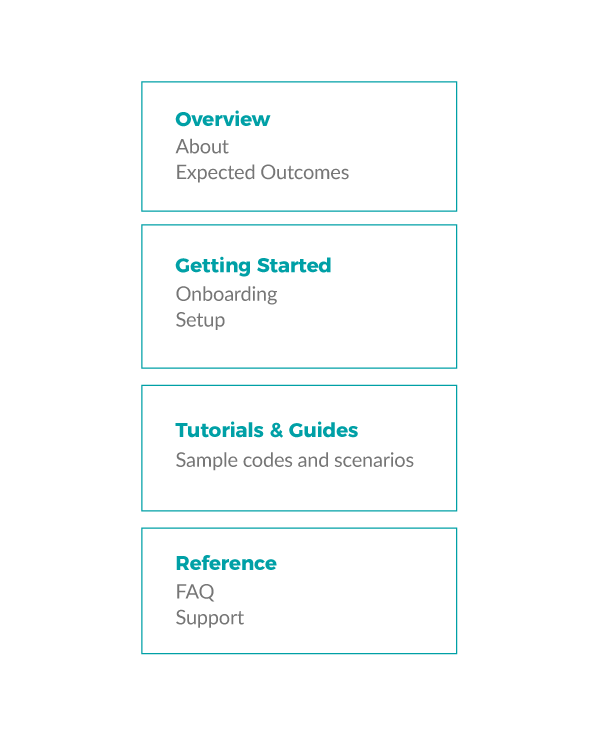 Overview
About
Expected Outcomes
Getting Started
Onboarding
Setup
Tutorials & Guides
Sample codes and scenarios
Reference
FAQ
Support